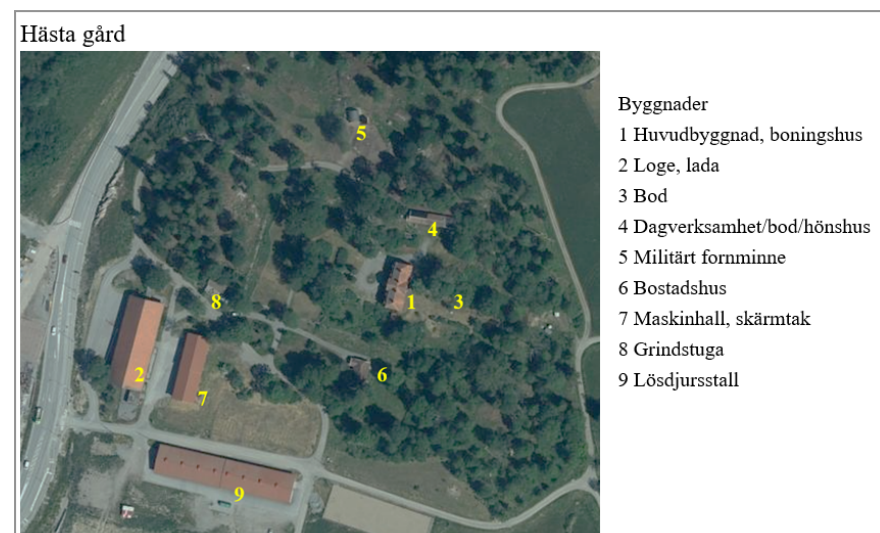 Hästa gård
5
4
8
1
3
6
2
7
9
Byggnader
1 Huvudbyggnad, boningshus
2 Loge, lada
3 Bod
4 Dagverksamhet/bod/hönshus
5 Militärt fornminne
6 Bostadshus
7 Maskinhall, skärmtak
8 Grindstuga
9 Lösdjursstall